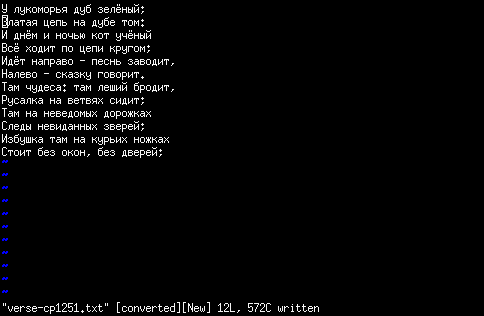 У лукоморья дуб зелёный;
Златая цепь на дубе том:
И днём и ночью кот учёный
Всё ходит по цепи кругом;
Идёт направо - песнь заводит,
Налево - сказку говорит.
Там чудеса: там леший бродит,
Русалка на ветвях сидит;
Там на неведомых дорожках
Следы невиданных зверей;
Избушка там на курьих ножках
Стоит без окон, без дверей;
~
~
~
~
~
~
~
~
~
~
~
"verse-cp1251.txt" [converted][New] 12L, 572C written